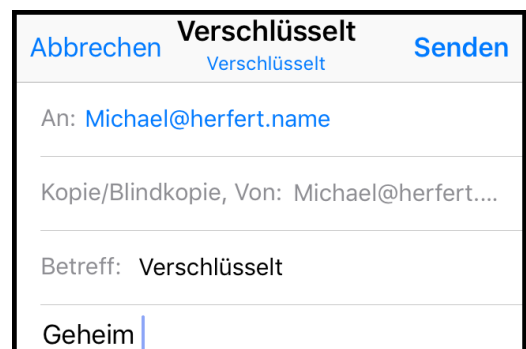 Verschlüsselt
Abbrechen Verschlüsselt Senden
An: Michael@herfert.name
Kopie/Blindkopie, Von: Michael@herfert....
Betreff: Verschlüsselt
Geheim